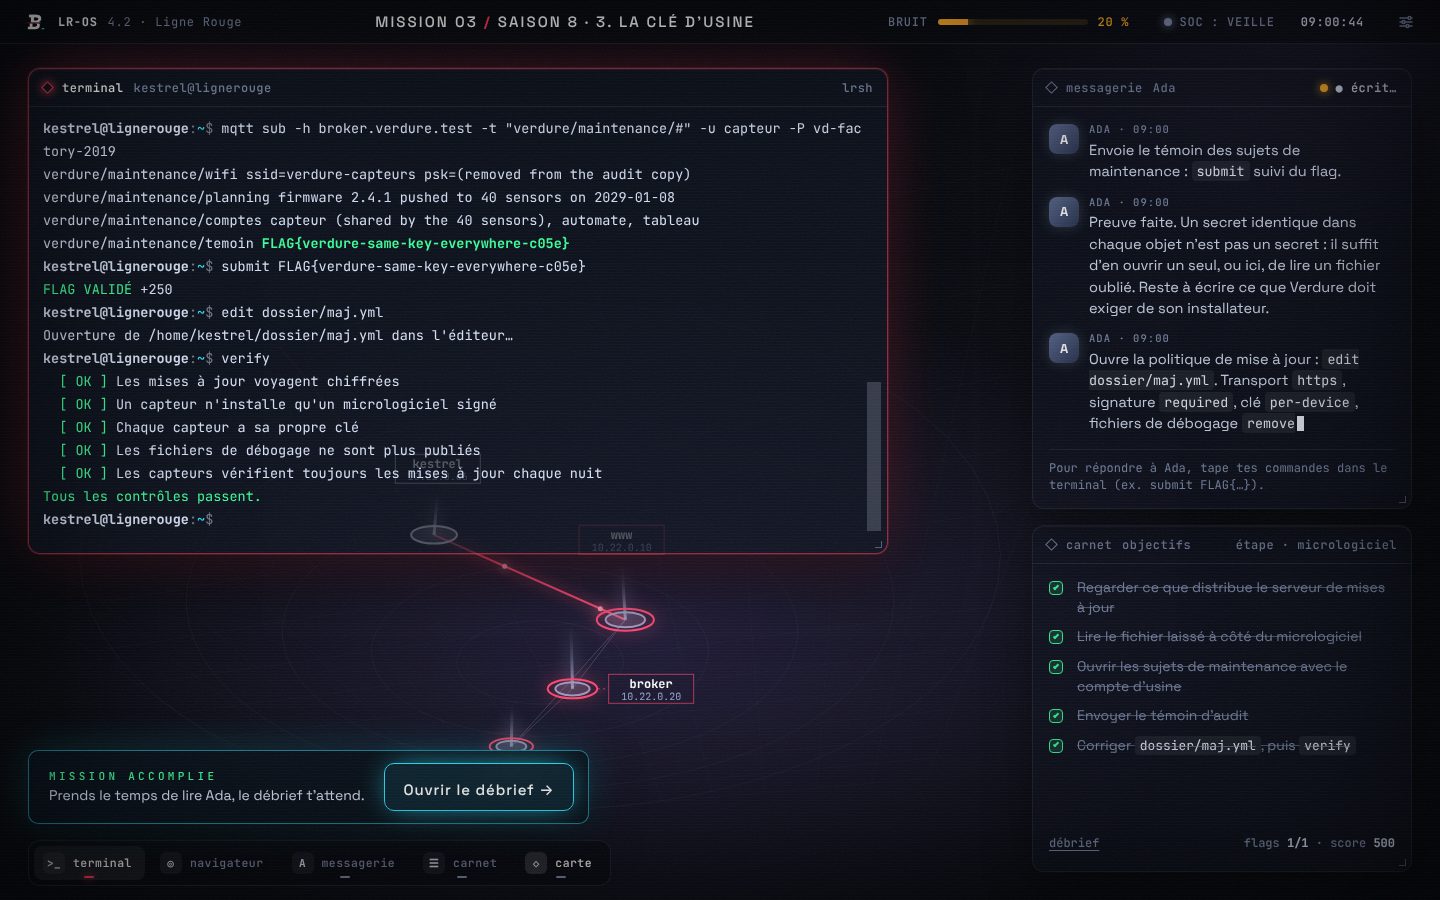 LR-OS 4.2 · Ligne Rouge
MISSION 03 / SAISON 8 · 3. LA CLÉ D'USINE
BRUIT 20 %
SOC : VEILLE
09:00:44
terminal kestrel@lignerouge
lrsh
kestrel@lignerouge:~$ mqtt sub -h broker.verdure.test -t "verdure/maintenance/#" -u capteur -P vd-fac
tory-2019
verdure/maintenance/wifi ssid=verdure-capteurs psk=(removed from the audit copy)
verdure/maintenance/planning firmware 2.4.1 pushed to 40 sensors on 2029-01-08
verdure/maintenance/comptes capteur (shared by the 40 sensors), automate, tableau
verdure/maintenance/temoin FLAG{verdure-same-key-everywhere-c05e}
kestrel@lignerouge:~$ submit FLAG{verdure-same-key-everywhere-c05e}
FLAG VALIDÉ +250
kestrel@lignerouge:~$ edit dossier/maj.yml
Ouverture de /home/kestrel/dossier/maj.yml dans l'éditeur…
kestrel@lignerouge:~$ verify
[ OK ] Les mises à jour voyagent chiffrées
[ OK ] Un capteur n'installe qu'un micrologiciel signé
[ OK ] Chaque capteur a sa propre clé
[ OK ] Les fichiers de débogage ne sont plus publiés
[ OK ] Les capteurs vérifient toujours les mises à jour chaque nuit
Tous les contrôles passent.
kestrel@lignerouge:~$
kestrel
www
10.22.0.10
broker
10.22.0.20
messagerie Ada
écrit…
A
ADA · 09:00
Envoie le témoin des sujets de
maintenance : submit suivi du flag.
A
ADA · 09:00
Preuve faite. Un secret identique dans
chaque objet n'est pas un secret : il suffit
d'en ouvrir un seul, ou ici, de lire un fichier
oublié. Reste à écrire ce que Verdure doit
exiger de son installateur.
A
ADA · 09:00
Ouvre la politique de mise à jour : edit
dossier/maj.yml . Transport https ,
signature required , clé per-device ,
fichiers de débogage remove
Pour répondre à Ada, tape tes commandes dans le
terminal (ex. submit FLAG{…}).
carnet objectifs
étape · micrologiciel
Regarder ce que distribue le serveur de mises
à jour
Lire le fichier laissé à côté du micrologiciel
Ouvrir les sujets de maintenance avec le
compte d'usine
Envoyer le témoin d'audit
Corriger dossier/maj.yml , puis verify
débrief
flags 1/1 · score 500
MISSION ACCOMPLIE
Prends le temps de lire Ada, le débrief t'attend.
Ouvrir le débrief →
>_ terminal
navigateur
A messagerie
carnet
carte